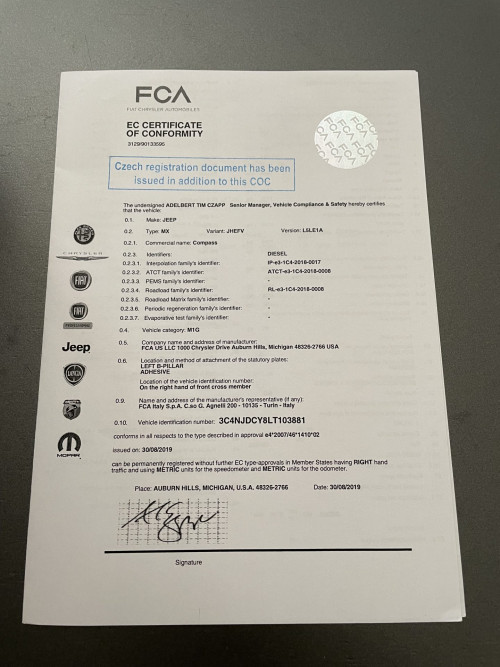 FCA
FIAT CHRYSLER AUTOMOBILES
EC CERTIFICATE
OF CONFORMITY
3129/90133595
Czech registration document has been
issued in addition to this COC
The undersigned ADELBERT TIM CZAPP Senior Manager, Vehicle Compliance & Safety hereby certifies
that the vehicle:
0.1. Make: JEEP
0.2. Type: MX Variant: JHEFV Version: L5LE1A
0.2.1. Commercial name: Compass
0.2.3. Identifiers: DIESEL
0.2.3.1. Interpolation family's identifier: IP-e3-1C4-2018-0017
0.2.3.2. ATCT family's identifier: ATCT-e3-1C4-2018-0008
0.2.3.3. PEMS family's identifier: -
0.2.3.4. Roadload family's identifier: RL-e3-1C4-2018-0008
0.2.3.5. Roadload Matrix family's identifier: -
0.2.3.6. Periodic regeneration family's identifier: -
0.2.3.7. Evaporative test family's identifier: -
0.4. Vehicle category: M1G
0.5. Company name and address of manufacturer:
FCA US LLC 1000 Chrysler Drive Auburn Hills, Michigan 48326-2766 USA
0.6. Location and method of attachment of the statutory plates:
LEFT B-PILLAR
ADHESIVE
Location of the vehicle identification number:
On the right hand of front cross member
0.9. Name and address of the manufacturer's representative (if any):
FCA Italy S.p.A. C.so G. Agnelli 200 - 10135 - Turin - Italy
0.10. Vehicle identification number: 3C4NJDCY8LT103881
conforms in all respects to the type described in approval e4*2007/46*1410*02
issued on: 30/08/2019
can be permanently registered without further EC type-approvals in Member States having RIGHT hand
traffic and using METRIC units for the speedometer and METRIC units for the odometer.
Place: AUBURN HILLS, MICHIGAN, U.S.A. 48326-2766 Date: 30/08/2019
Signature
CHRYSLER
FIAT
FIAT
Jeep
LANCIA
MOPAR